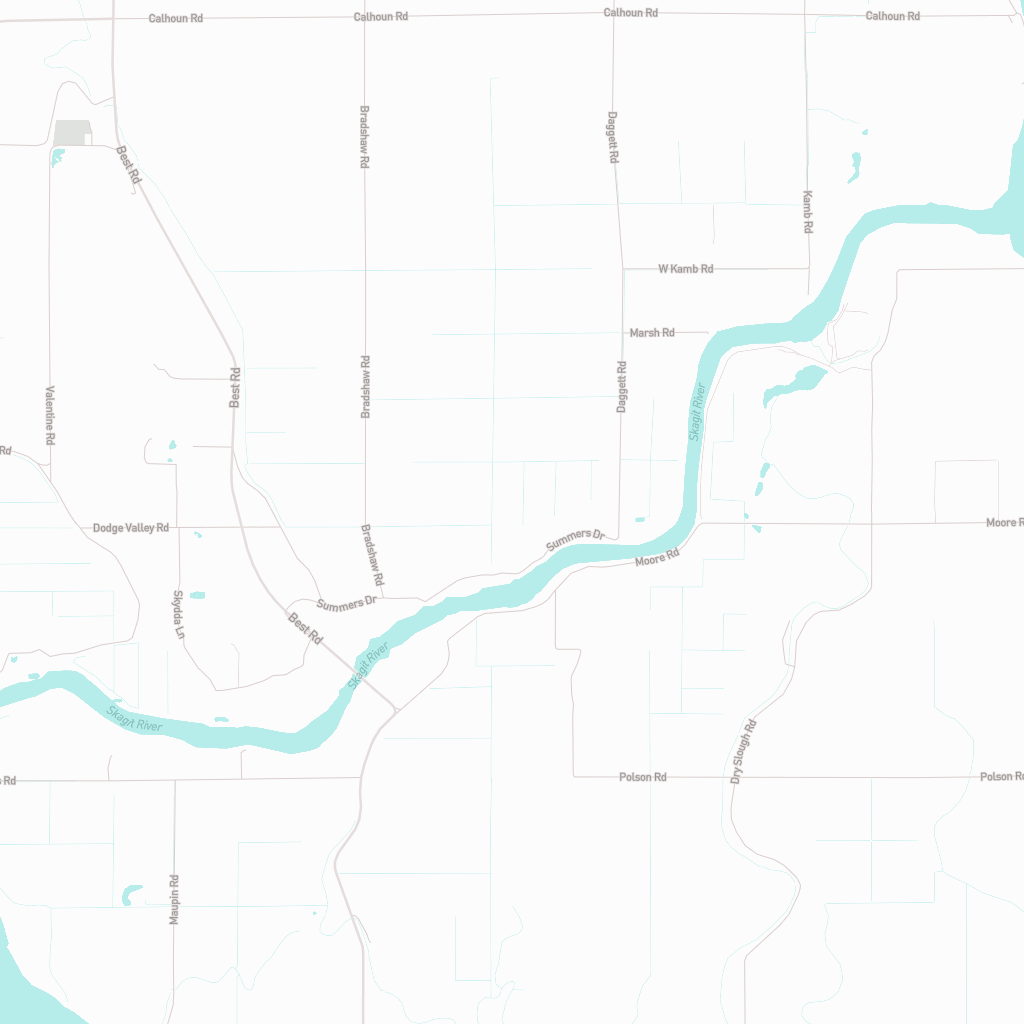 Calhoun Rd
Calhoun Rd
Calhoun Rd
Calhoun Rd
Bradshaw Rd
Daggett Rd
Best Rd
Kamb Rd
W Kamb Rd
Marsh Rd
Bradshaw Rd
Daggett Rd
Best Rd
Valentine Rd
Skagit River
Rd
Dodge Valley Rd
Moore R
Summers Dr
Bradshaw Rd
Moore Rd
Summers Dr
Skydda Ln
Best Rd
Skagit River
Skagit River
Dry Slough Rd
s Rd
Polson Rd
Polson Rd
Maupin Rd